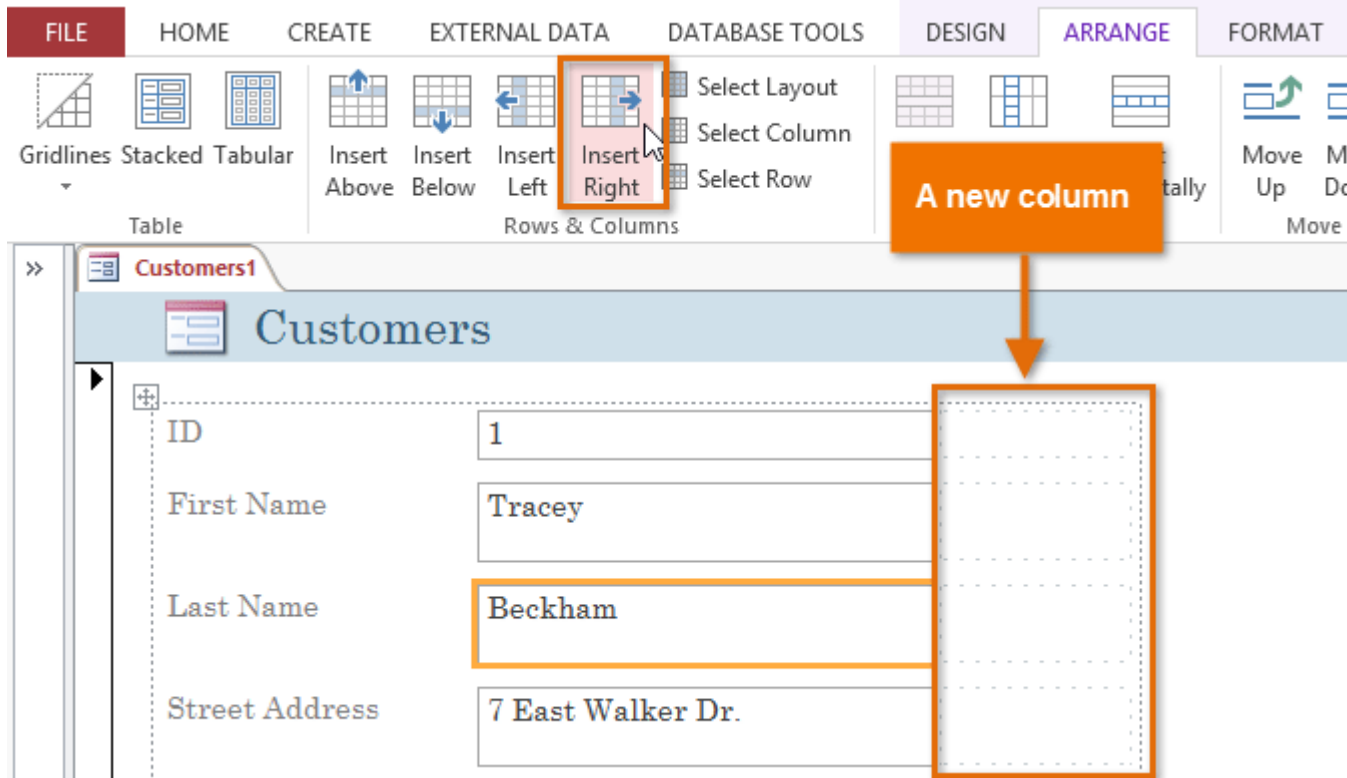 FILE HOME CREATE EXTERNAL DATA DATABASE TOOLS DESIGN ARRANGE FORMAT
Gridlines Stacked Tabular
Insert Above
Insert Below
Insert Left
Insert Right
Select Layout
Select Column
Select Row
Move Up
Table
Rows & Columns
Move
A new column
Customers1
Customers
ID 1
First Name Tracey
Last Name Beckham
Street Address 7 East Walker Dr.